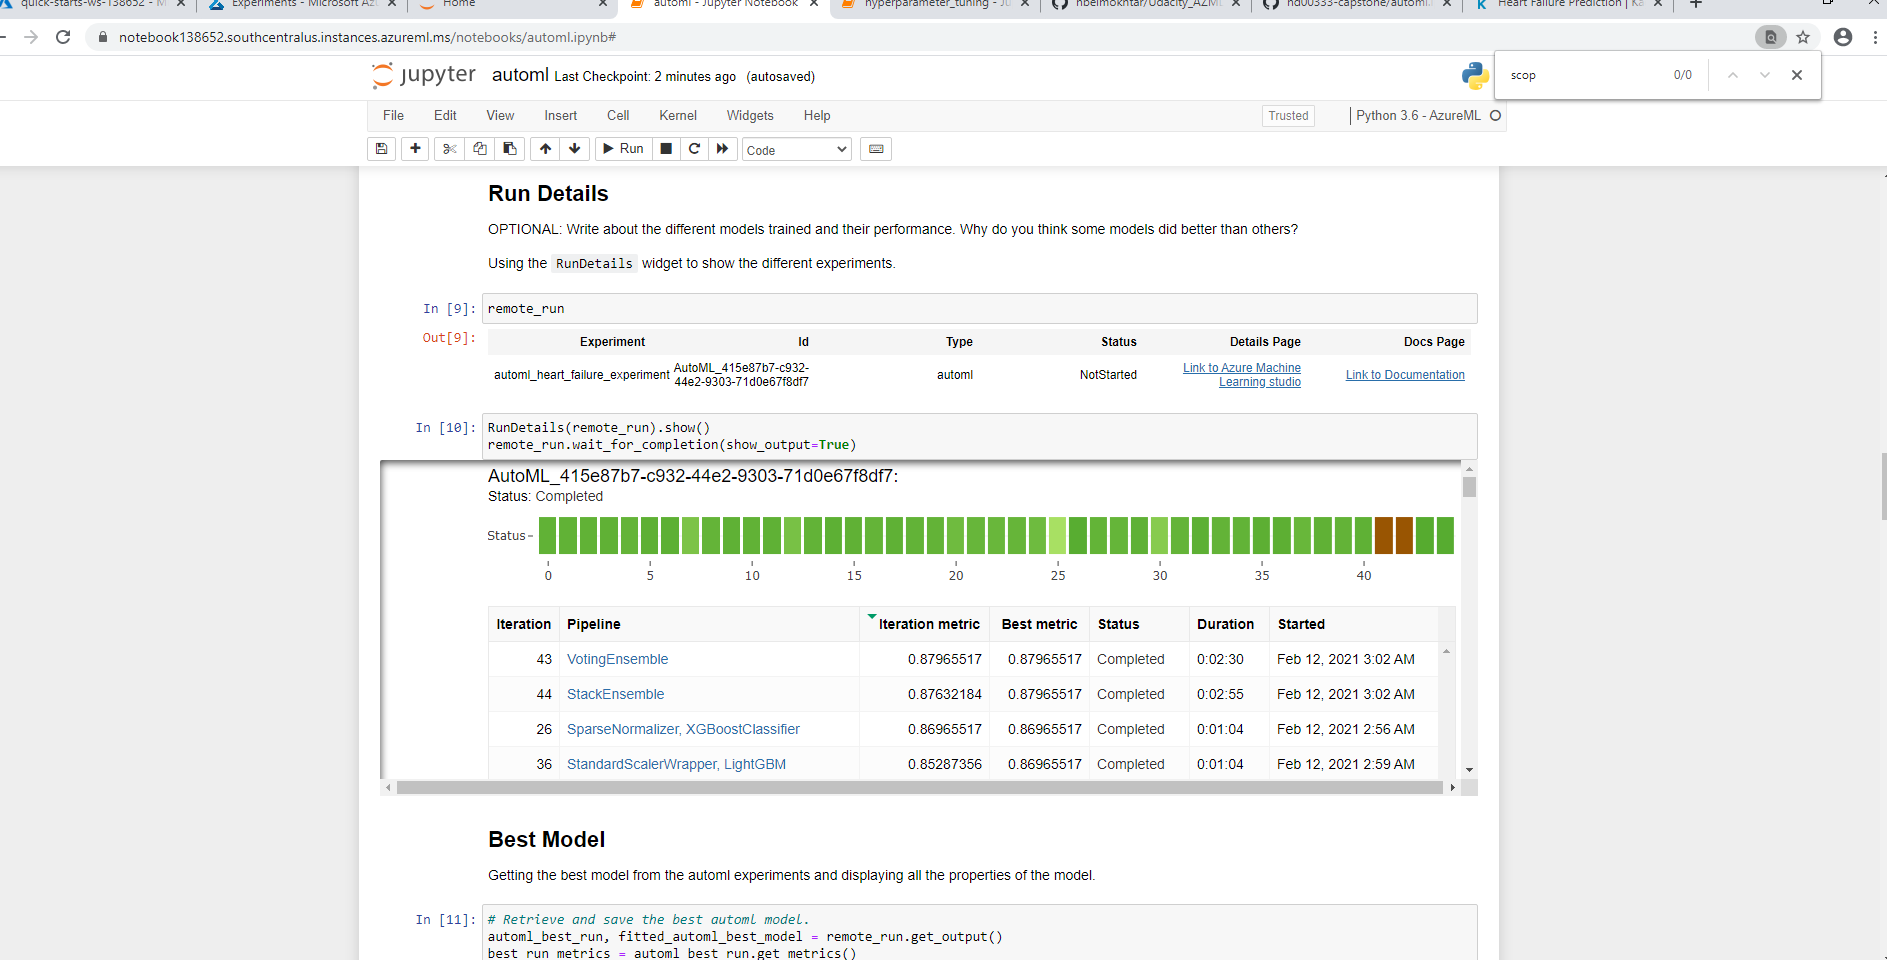 quick-starts-ws-138652 - M
Experiments - Microsoft Az
Home
automl - Jupyter Notebook
hyperparameter_tuning - Ju
nbelmokhtar/Udacity_AZML
nd00333-capstone/automl.
Heart Failure Prediction | Ka
notebook138652.southcentralus.instances.azureml.ms/notebooks/automl.ipynb#
scop 0/0
jupyter automl Last Checkpoint: 2 minutes ago (autosaved)
File Edit View Insert Cell Kernel Widgets Help Trusted Python 3.6 - AzureML
Run Code
Run Details
OPTIONAL: Write about the different models trained and their performance. Why do you think some models did better than others?
Using the RunDetails widget to show the different experiments.
In [9]: remote_run
Out[9]:
Experiment Id Type Status Details Page Docs Page
automl_heart_failure_experiment AutoML_415e87b7-c932-44e2-9303-71d0e67f8df7 automl NotStarted Link to Azure Machine Learning studio Link to Documentation
In [10]: RunDetails(remote_run).show()
remote_run.wait_for_completion(show_output=True)
AutoML_415e87b7-c932-44e2-9303-71d0e67f8df7:
Status: Completed
Status
0 5 10 15 20 25 30 35 40
Iteration Pipeline Iteration metric Best metric Status Duration Started
43 VotingEnsemble 0.87965517 0.87965517 Completed 0:02:30 Feb 12, 2021 3:02 AM
44 StackEnsemble 0.87632184 0.87965517 Completed 0:02:55 Feb 12, 2021 3:02 AM
26 SparseNormalizer, XGBoostClassifier 0.86965517 0.86965517 Completed 0:01:04 Feb 12, 2021 2:56 AM
36 StandardScalerWrapper, LightGBM 0.85287356 0.86965517 Completed 0:01:04 Feb 12, 2021 2:59 AM
Best Model
Getting the best model from the automl experiments and displaying all the properties of the model.
In [11]: # Retrieve and save the best automl model.
automl_best_run, fitted_automl_best_model = remote_run.get_output()
best_run_metrics = automl_best_run.get_metrics()